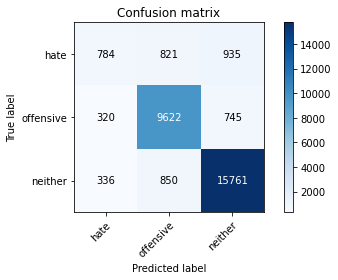 Confusion matrix
hate 784 821 935
offensive 320 9622 745
neither 336 850 15761
hate offensive neither
True label
Predicted label
14000
12000
10000
8000
6000
4000
2000